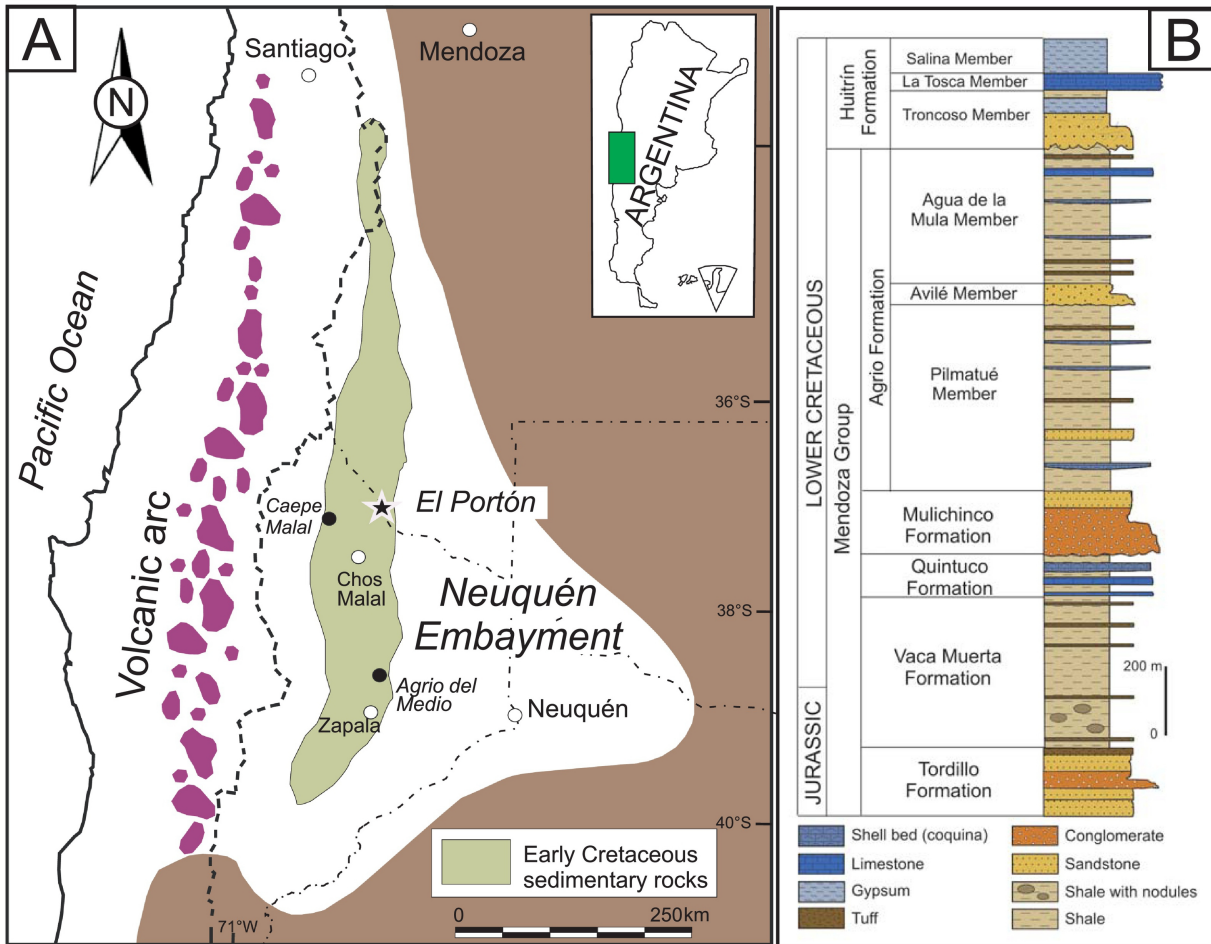 A
N
Santiago
Mendoza
ARGENTINA
Pacific Ocean
Volcanic arc
36°S
Caepe
Malal
El Portón
Chos
Malal
Neuquén
Embayment
38°S
Agrio del
Medio
Zapala
Neuquén
40°S
Early Cretaceous
sedimentary rocks
71°W
0
250km
B
Salina Member
La Tosca Member
Troncoso Member
Huitrín
Formation
Agua de la
Mula Member
Avilé Member
Pilmatué
Member
Agrio Formation
LOWER CRETACEOUS
Mendoza Group
Mulichinco
Formation
Quintuco
Formation
Vaca Muerta
Formation
200 m
0
JURASSIC
Tordillo
Formation
Shell bed (coquina)
Limestone
Gypsum
Tuff
Conglomerate
Sandstone
Shale with nodules
Shale